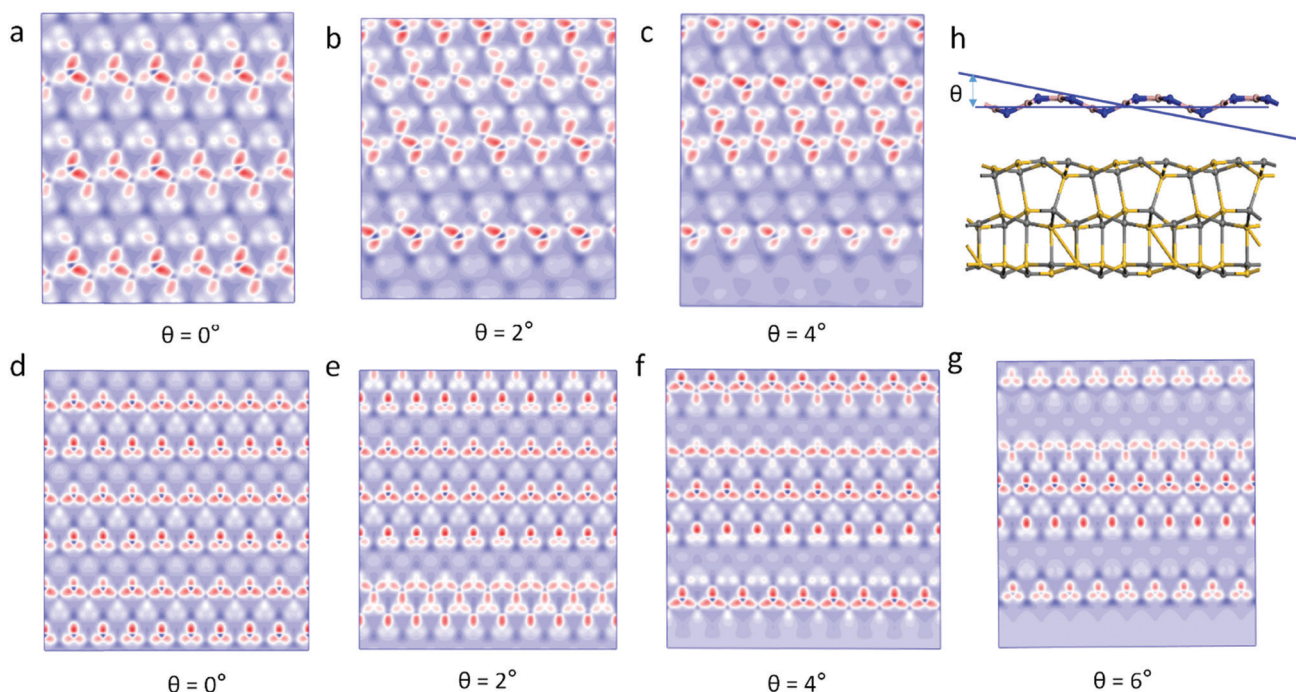 a
b
c
h
θ
θ = 0°
θ = 2°
θ = 4°
d
e
f
g
θ = 0°
θ = 2°
θ = 4°
θ = 6°